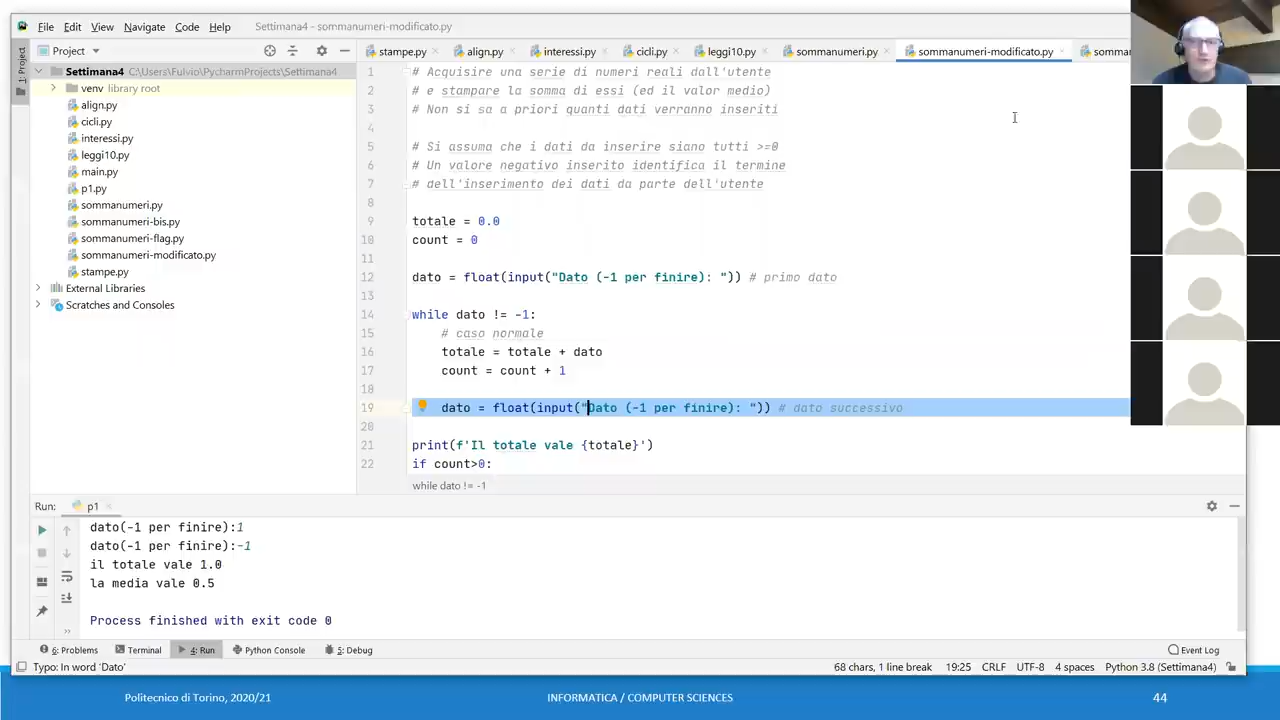 File Edit View Navigate Code Help Settimana4 - sommanumeri-modificato.py
Project
stampe.py align.py interessi.py cicli.py leggi10.py sommanumeri.py sommanumeri-modificato.py somman
1: Project
Settimana4 C:\Users\Fulvio\PycharmProjects\Settimana4
venv library root
align.py
cicli.py
interessi.py
leggi10.py
main.py
p1.py
sommanumeri.py
sommanumeri-bis.py
sommanumeri-flag.py
sommanumeri-modificato.py
stampe.py
External Libraries
Scratches and Consoles
1 # Acquisire una serie di numeri reali dall'utente
2 # e stampare la somma di essi (ed il valor medio)
3 # Non si sa a priori quanti dati verranno inseriti
4
5 # Si assuma che i dati da inserire siano tutti >=0
6 # Un valore negativo inserito identifica il termine
7 # dell'inserimento dei dati da parte dell'utente
8
9 totale = 0.0
10 count = 0
11
12 dato = float(input("Dato (-1 per finire): ")) # primo dato
13
14 while dato != -1:
15 # caso normale
16 totale = totale + dato
17 count = count + 1
18
19 dato = float(input("Dato (-1 per finire): ")) # dato successivo
20
21 print(f'Il totale vale {totale}')
22 if count>0:
while dato != -1
Run: p1
dato(-1 per finire):1
dato(-1 per finire):-1
il totale vale 1.0
la media vale 0.5
Process finished with exit code 0
6: Problems Terminal 4: Run Python Console 5: Debug Event Log
Typo: In word 'Dato' 68 chars, 1 line break 19:25 CRLF UTF-8 4 spaces Python 3.8 (Settimana4)
Politecnico di Torino, 2020/21 INFORMATICA / COMPUTER SCIENCES 44